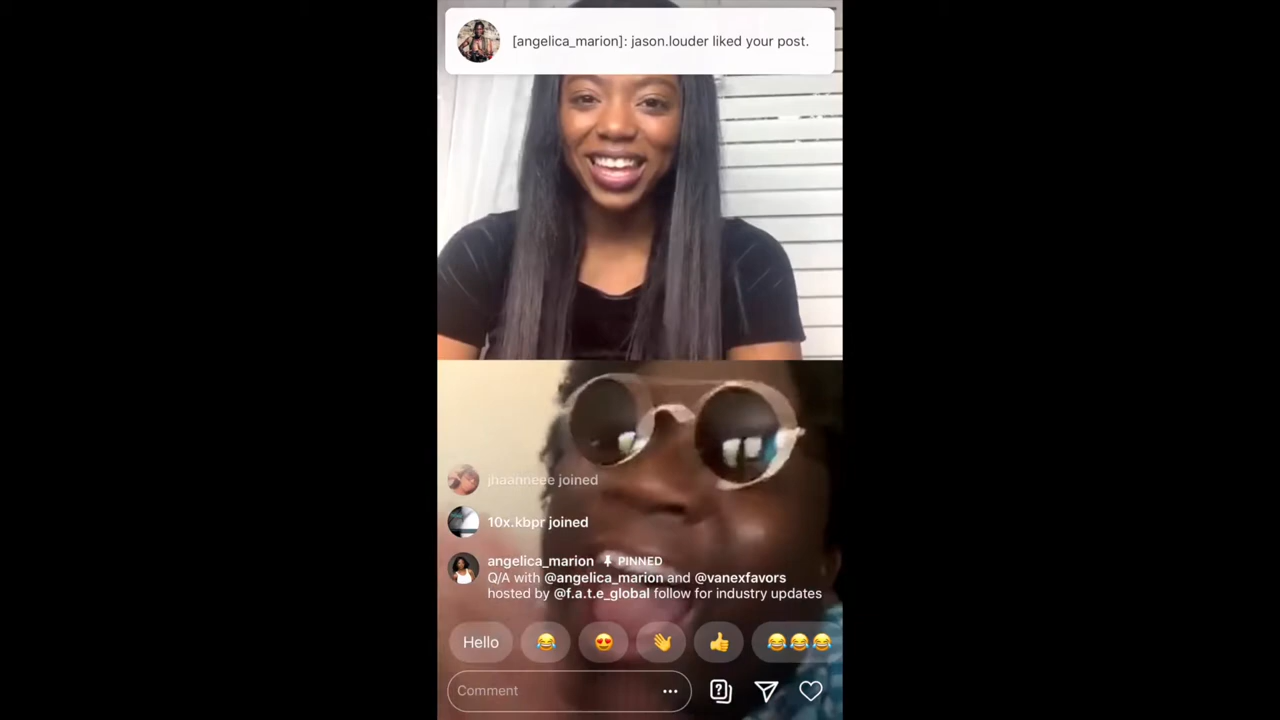 [angelica_marion]: jason.louder liked your post.
jhaahneee joined
10x.kbpr joined
angelica_marion PINNED
Q/A with @angelica_marion and @vanexfavors
hosted by @f.a.t.e_global follow for industry updates
Hello
Comment